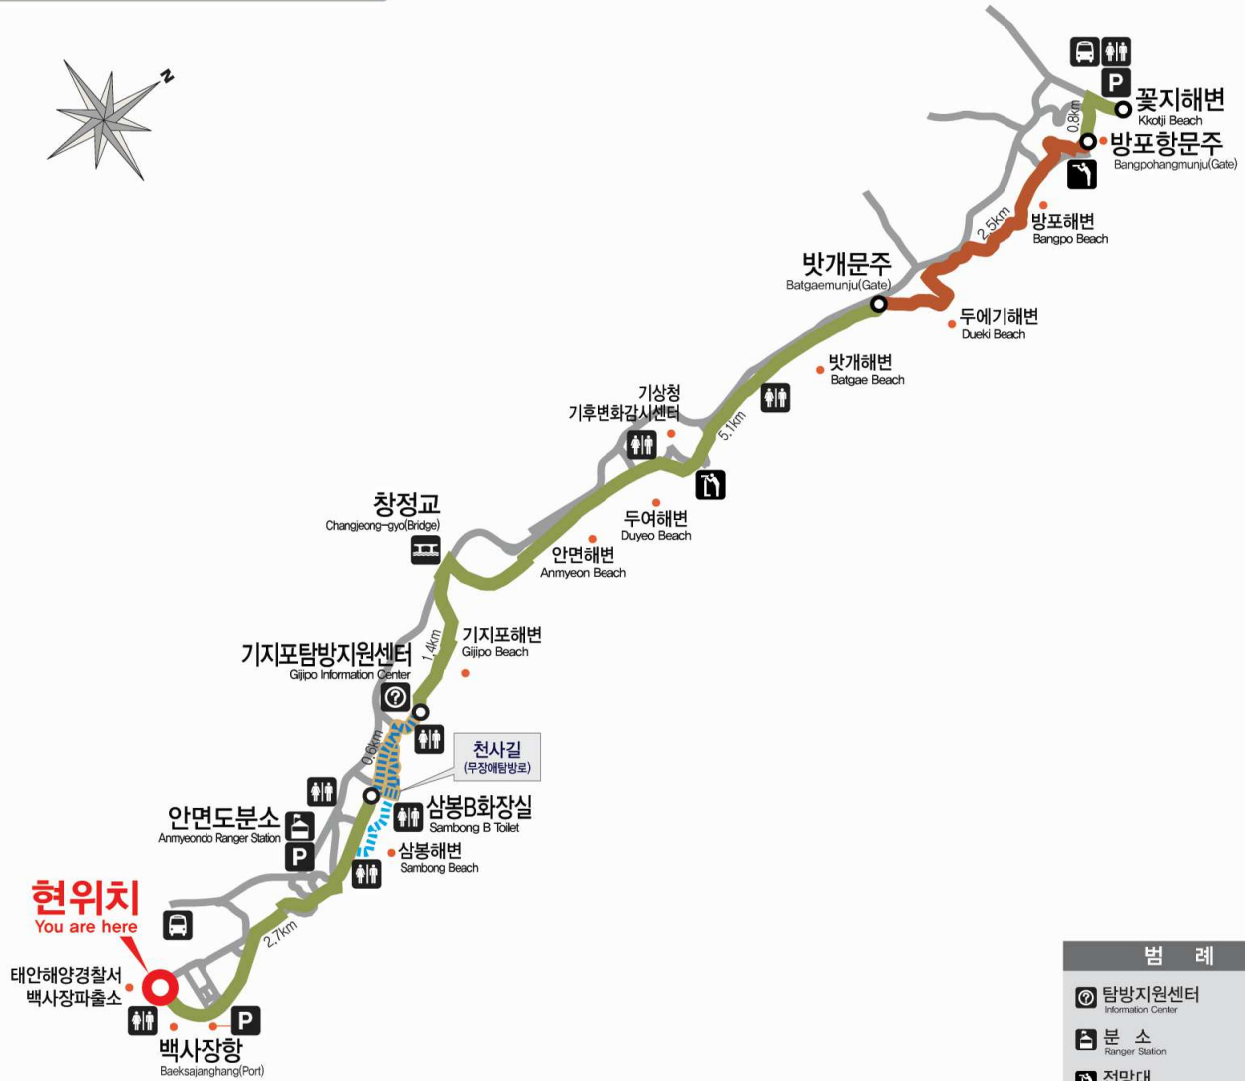 N
P
꽃지해변
Kkotji Beach
0.8km
방포항문주
Bangpohangmunju(Gate)
2.5km
방포해변
Bangpo Beach
밧개문주
Batgaemunju(Gate)
두에기해변
Dueki Beach
밧개해변
Batgae Beach
기상청
기후변화감시센터
5.1km
창정교
Changjeong-gyo(Bridge)
두여해변
Duyeo Beach
안면해변
Anmyeon Beach
기지포해변
Gijipo Beach
1.4km
기지포탐방지원센터
Gijipo Information Center
?
0.6km
천사길
(무장애탐방로)
안면도분소
Anmyeondo Ranger Station
P
삼봉B화장실
Sambong B Toilet
삼봉해변
Sambong Beach
현위치
You are here
2.7km
태안해양경찰서
백사장파출소
P
백사장항
Baeksajanghang(Port)
범 례
? 탐방지원센터
Information Center
분 소
Ranger Station
전망대